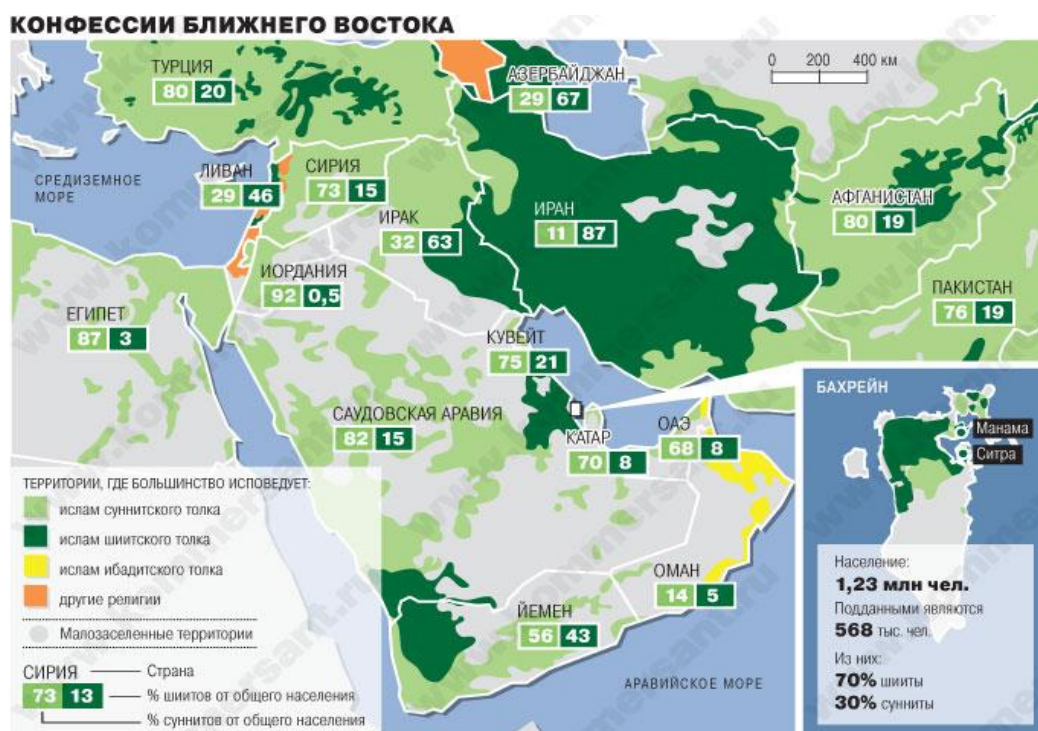 КОНФЕССИИ БЛИЖНЕГО ВОСТОКА
ТУРЦИЯ
80 20
АЗЕРБАЙДЖАН
29 67
0 200 400 км
СРЕДИЗЕМНОЕ
МОРЕ
ЛИВАН
29 46
СИРИЯ
73 15
ИРАК
32 63
ИРАН
11 87
АФГАНИСТАН
80 19
ИОРДАНИЯ
92 0,5
ЕГИПЕТ
87 3
ПАКИСТАН
76 19
КУВЕЙТ
75 21
САУДОВСКАЯ АРАВИЯ
82 15
КАТАР
70 8
ОАЭ
68 8
ОМАН
14 5
ЙЕМЕН
56 43
АРАВИЙСКОЕ МОРЕ
ТЕРРИТОРИИ, ГДЕ БОЛЬШИНСТВО ИСПОВЕДУЕТ:
ислам суннитского толка
ислам шиитского толка
ислам ибадитского толка
другие религии
Малозаселенные территории
СИРИЯ Страна
73 13 % шиитов от общего населения
% суннитов от общего населения
БАХРЕЙН
Манама
Ситра
Население:
1,23 млн чел.
Подданными являются
568 тыс. чел.
Из них:
70% шииты
30% сунниты
www.kommersant.ru